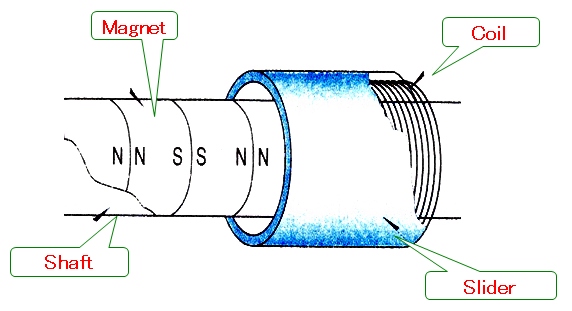 Magnet
Coil
N N S S N N
Shaft
Slider